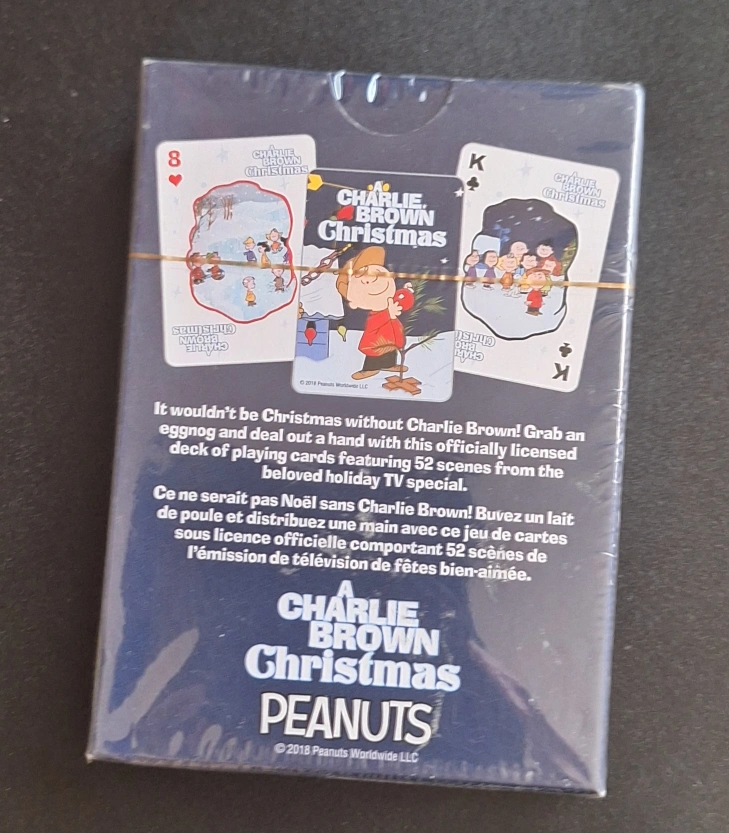 8
A
CHARLIE
BROWN
Christmas
A
CHARLIE
BROWN
Christmas
© 2018 Peanuts Worldwide LLC
K
A
CHARLIE
BROWN
Christmas
K
A
CHARLIE
BROWN
Christmas
It wouldn't be Christmas without Charlie Brown! Grab an
eggnog and deal out a hand with this officially licensed
deck of playing cards featuring 52 scenes from the
beloved holiday TV special.
Ce ne serait pas Noël sans Charlie Brown! Buvez un lait
de poule et distribuez une main avec ce jeu de cartes
sous licence officielle comportant 52 scènes de
l'émission de télévision de fêtes bien-aimée.
A
CHARLIE
BROWN
Christmas
PEANUTS
© 2018 Peanuts Worldwide LLC